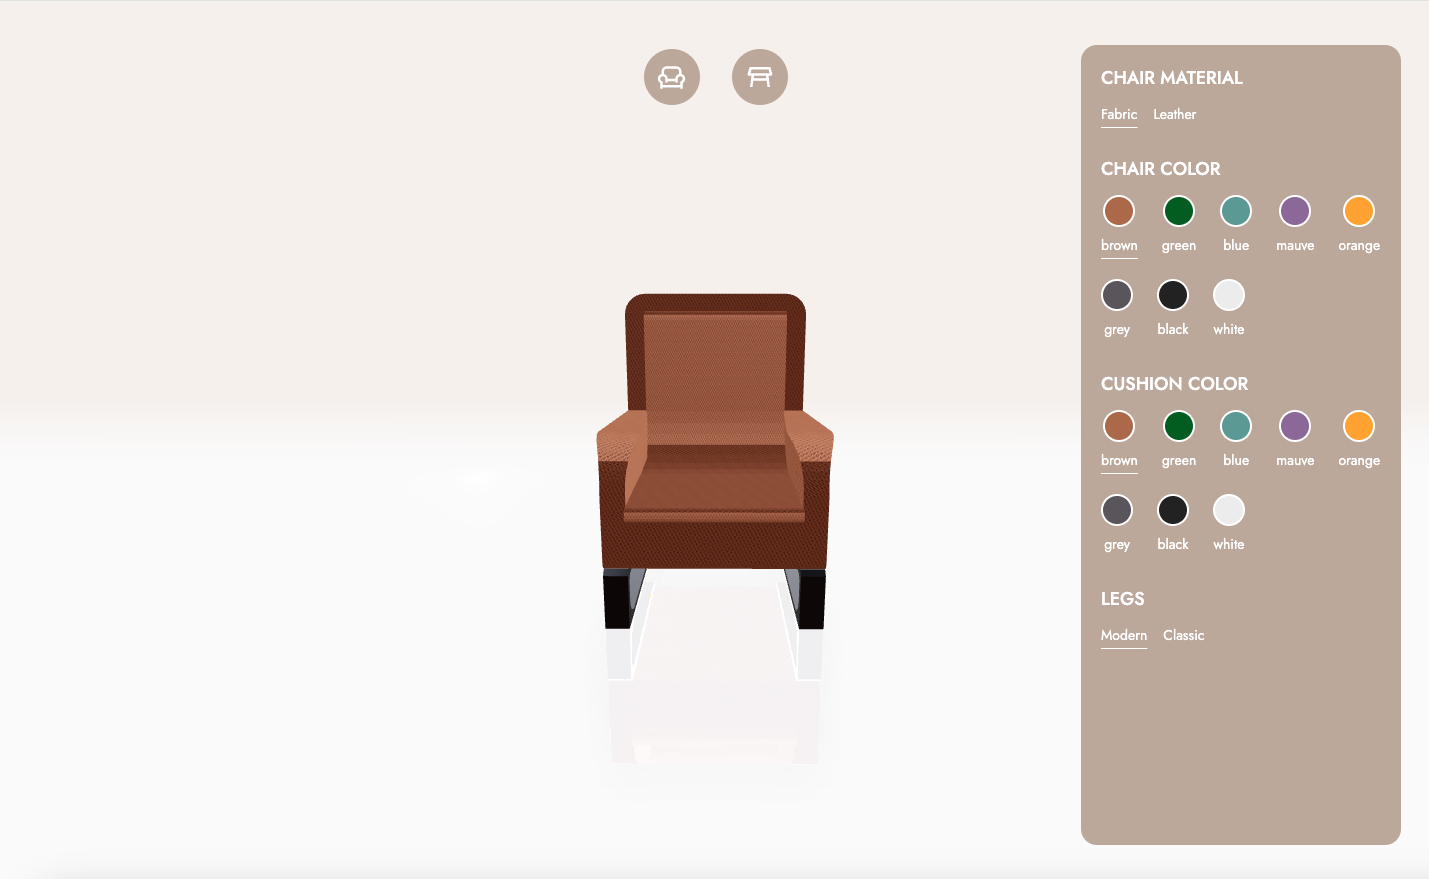 CHAIR MATERIAL
Fabric Leather
CHAIR COLOR
brown green blue mauve orange
grey black white
CUSHION COLOR
brown green blue mauve orange
grey black white
LEGS
Modern Classic